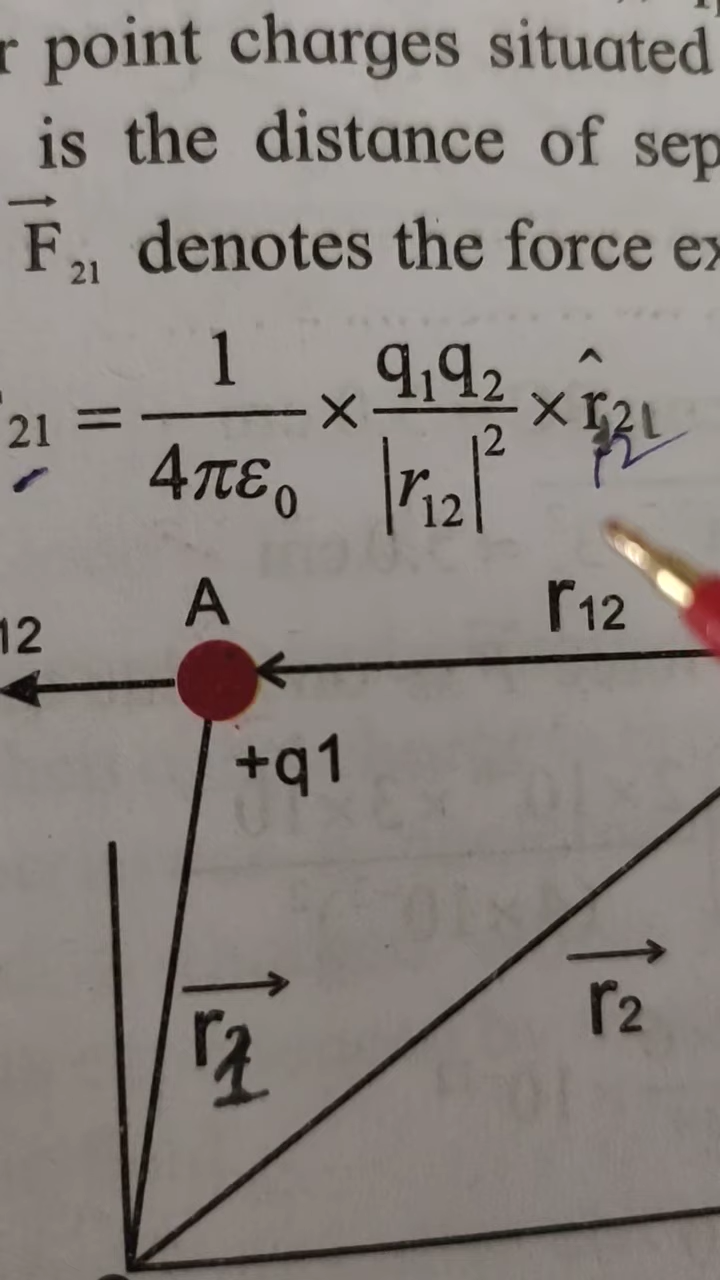 r point charges situated
is the distance of sep
F₂₁ denotes the force ex
₂₁ = 1/4πε₀ × q₁q₂/|r₁₂|² × r̂₂₁
r2
A
r12
12
+q1
r1
r2